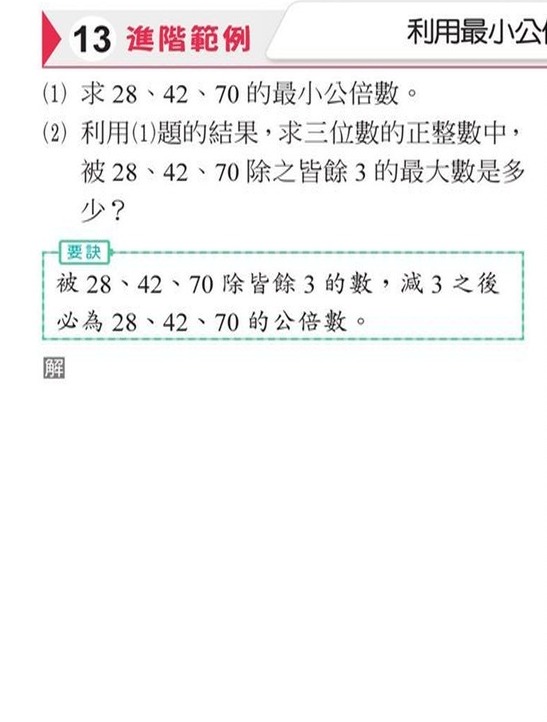 13 進階範例 利用最小公
⑴ 求 28、42、70 的最小公倍數。
⑵ 利用⑴題的結果,求三位數的正整數中,
被 28、42、70 除之皆餘 3 的最大數是多
少?
要訣
被 28、42、70 除皆餘 3 的數,減 3 之後
必為 28、42、70 的公倍數。
解